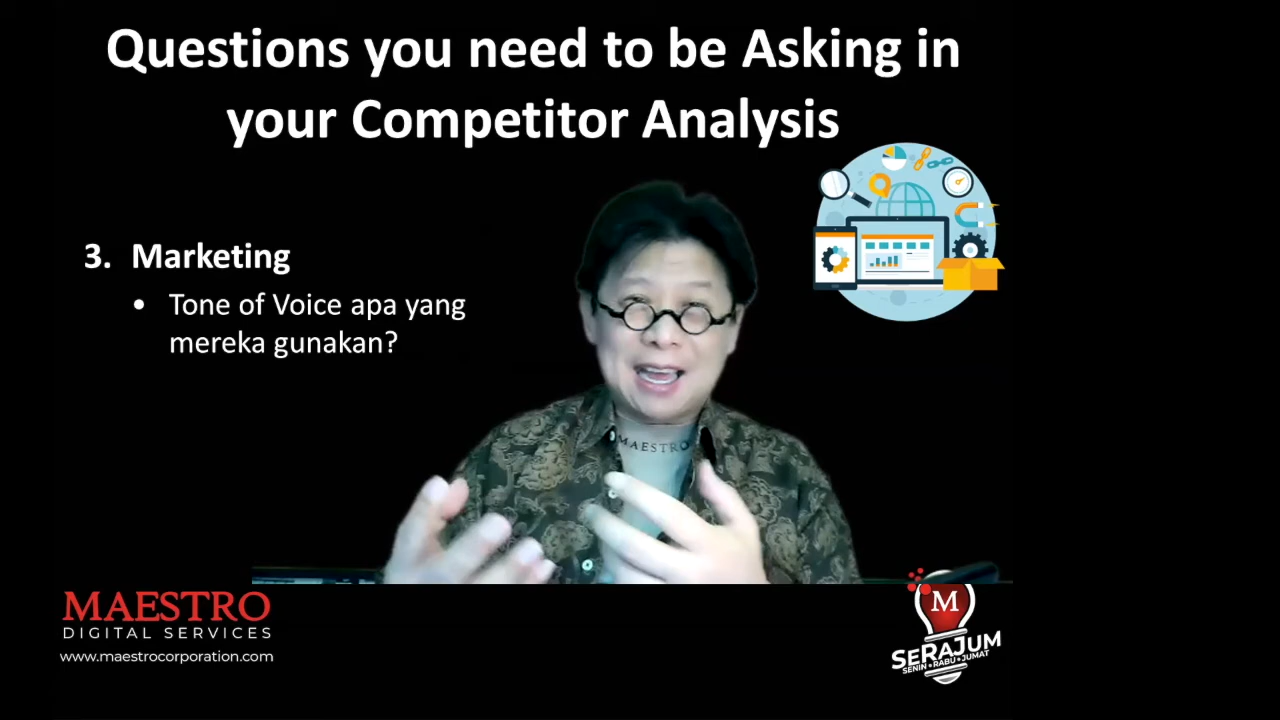 Questions you need to be Asking in
your Competitor Analysis
3. Marketing
• Tone of Voice apa yang
mereka gunakan?
MAESTRO
MAESTRO
DIGITAL SERVICES
www.maestrocorporation.com
M
SERAJUM
SENIN • RABU • JUMAT